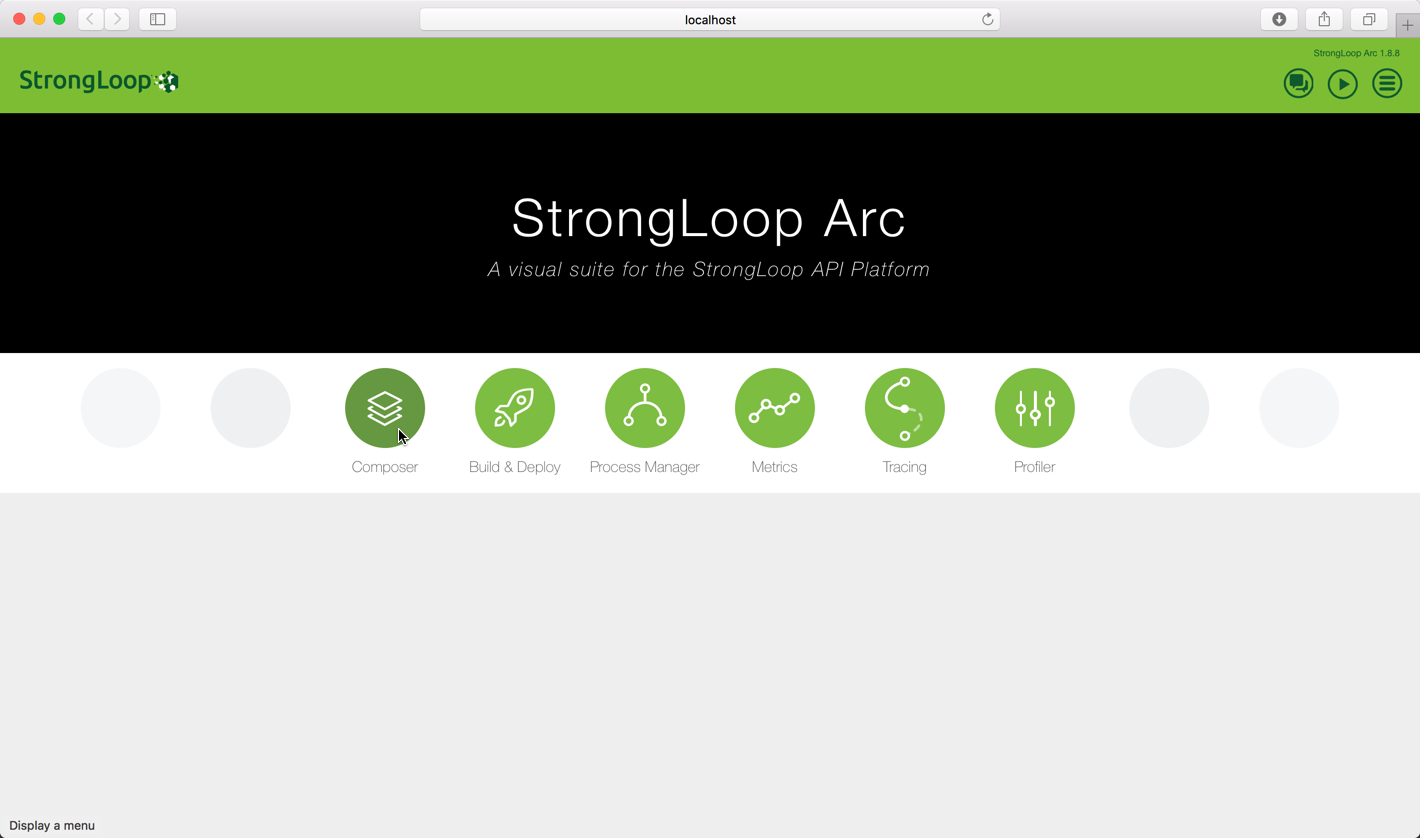 localhost
StrongLoop Arc 1.8.8
StrongLoop
StrongLoop Arc
A visual suite for the StrongLoop API Platform
Composer
Build & Deploy
Process Manager
Metrics
Tracing
Profiler
Display a menu